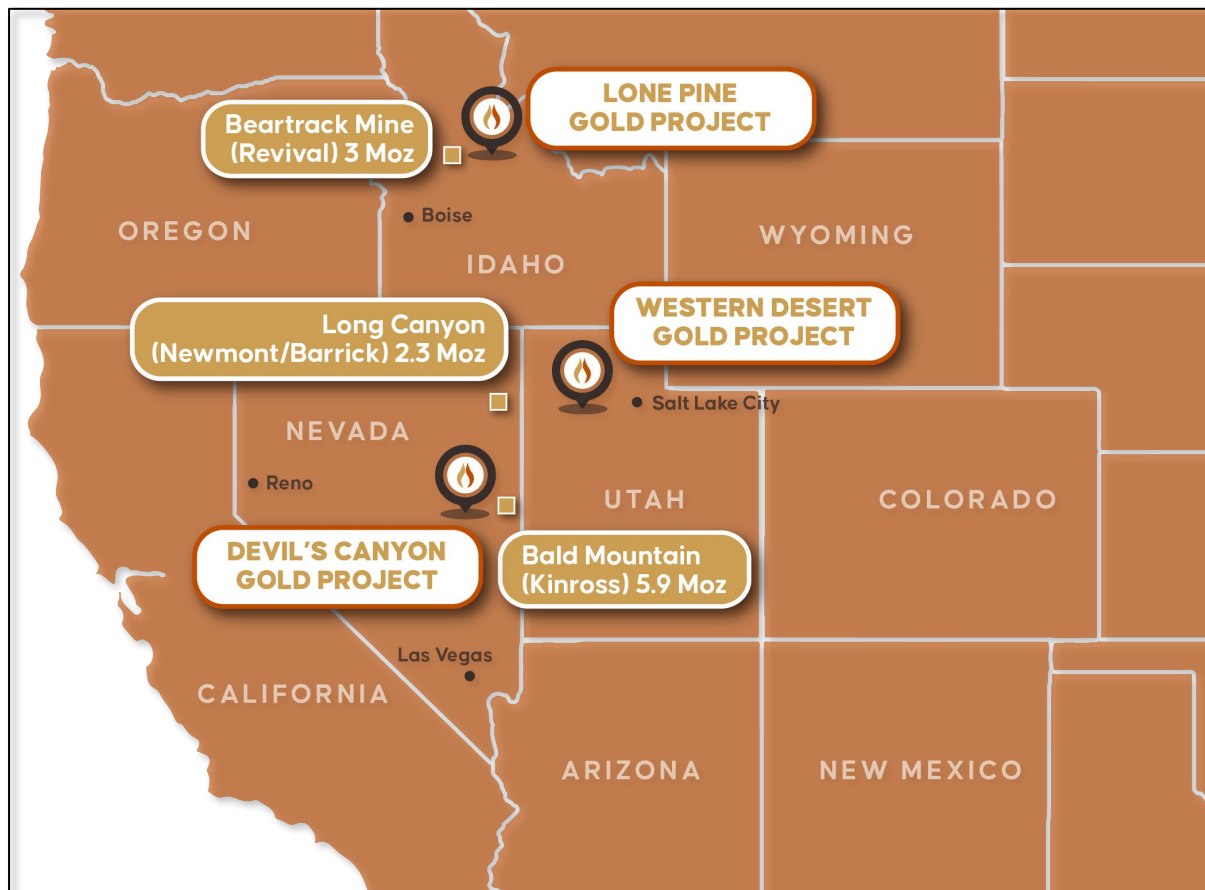 LONE PINE
GOLD PROJECT
Beartrack Mine
(Revival) 3 Moz
Boise
OREGON
WYOMING
IDAHO
WESTERN DESERT
GOLD PROJECT
Long Canyon
(Newmont/Barrick) 2.3 Moz
Salt Lake City
NEVADA
Reno
UTAH
COLORADO
DEVIL'S CANYON
GOLD PROJECT
Bald Mountain
(Kinross) 5.9 Moz
Las Vegas
CALIFORNIA
ARIZONA
NEW MEXICO